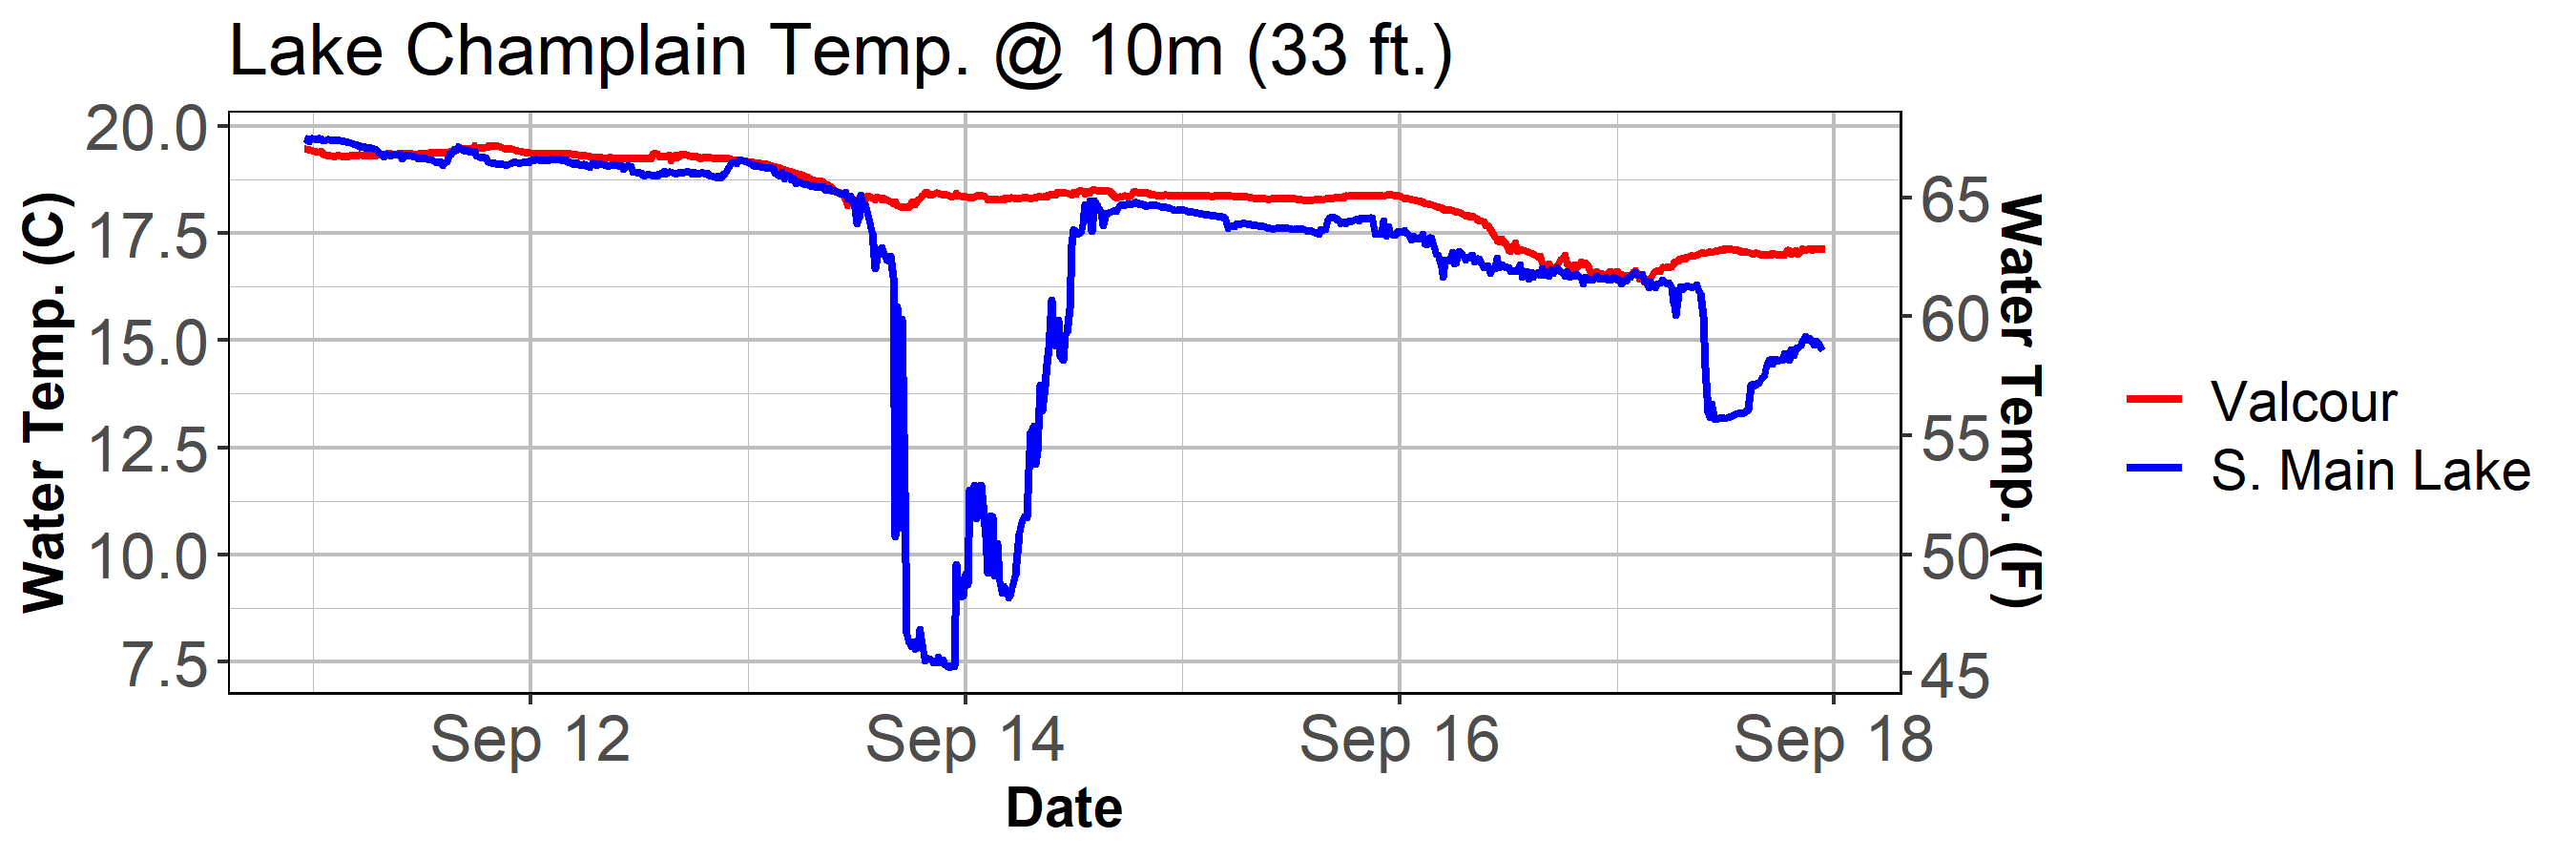 Lake Champlain Temp. @ 10m (33 ft.)
Water Temp. (C)
20.0
17.5
15.0
12.5
10.0
7.5
65
60
55
50
45
Water Temp. (F)
Sep 12
Sep 14
Sep 16
Sep 18
Date
Valcour
S. Main Lake